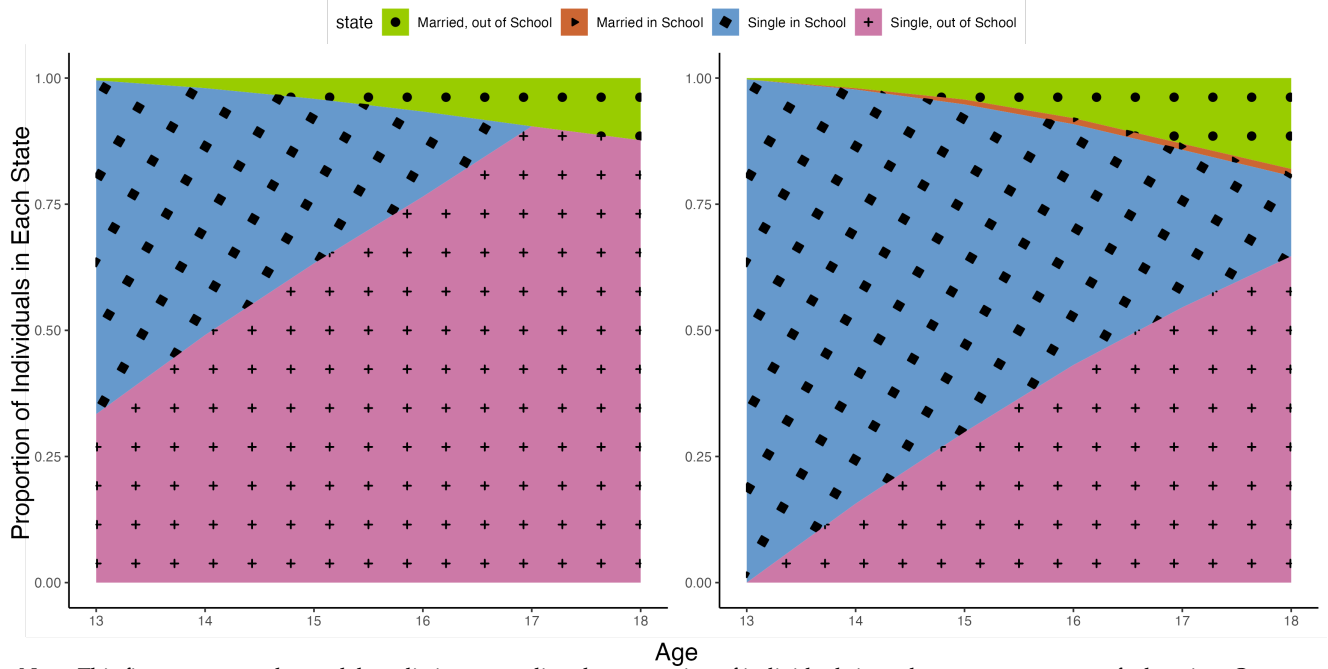 state Married, out of School Married in School Single in School Single, out of School
Proportion of Individuals in Each State
1.00
0.75
0.50
0.25
0.00
13 14 15 16 17 18
1.00
0.75
0.50
0.25
0.00
13 14 15 16 17 18
Age